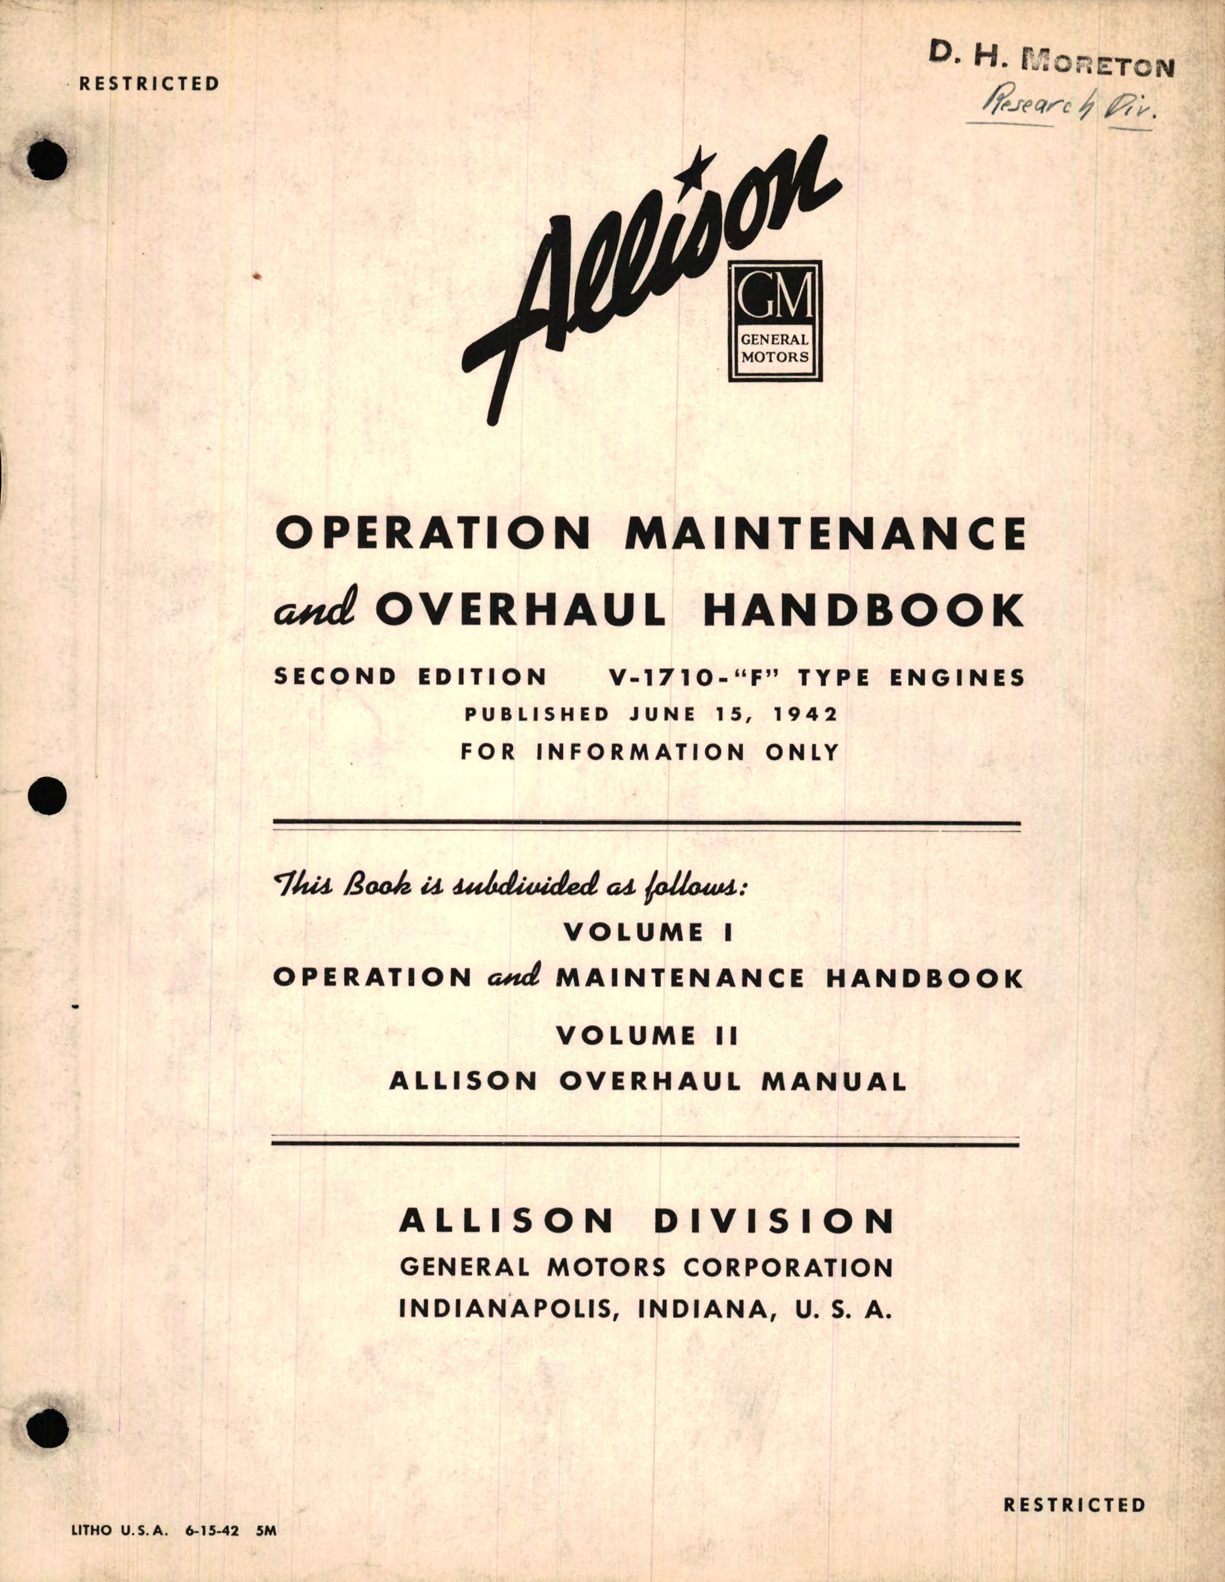 RESTRICTED
D. H. MORETON
Research Div.
Allison
GM
GENERAL
MOTORS
OPERATION MAINTENANCE
and OVERHAUL HANDBOOK
SECOND EDITION V-1710-“F” TYPE ENGINES
PUBLISHED JUNE 15, 1942
FOR INFORMATION ONLY
This Book is subdivided as follows:
VOLUME I
OPERATION and MAINTENANCE HANDBOOK
VOLUME II
ALLISON OVERHAUL MANUAL
ALLISON DIVISION
GENERAL MOTORS CORPORATION
INDIANAPOLIS, INDIANA, U. S. A.
RESTRICTED
LITHO U.S.A. 6-15-42 5M